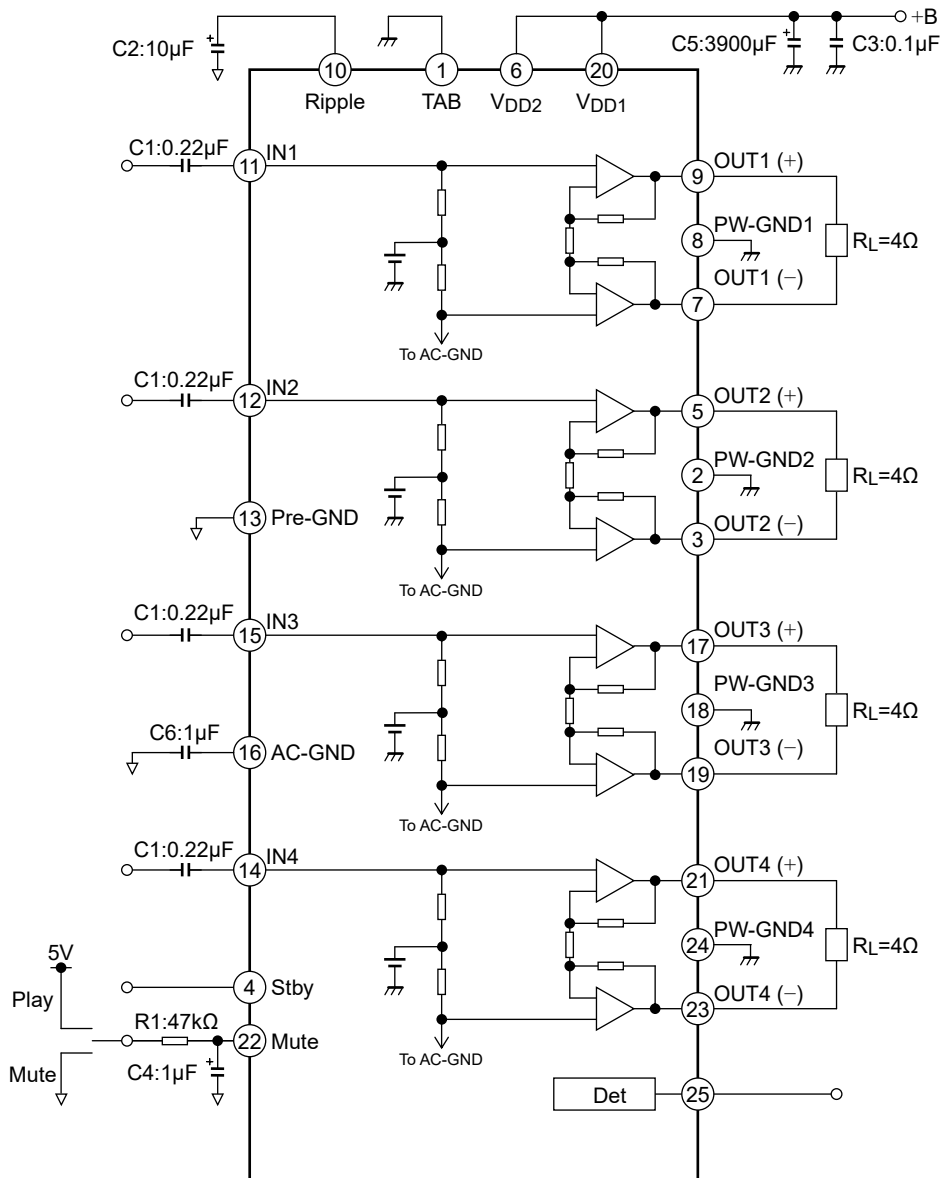 C2:10µF
C5:3900µF
C3:0.1µF
+B
10
1
6
20
Ripple
TAB
VDD2
VDD1
C1:0.22µF
11
IN1
9
OUT1 (+)
8
PW-GND1
RL=4Ω
7
OUT1 (−)
To AC-GND
C1:0.22µF
12
IN2
5
OUT2 (+)
2
PW-GND2
RL=4Ω
13
Pre-GND
3
OUT2 (−)
To AC-GND
C1:0.22µF
15
IN3
17
OUT3 (+)
18
PW-GND3
RL=4Ω
C6:1µF
16
AC-GND
19
OUT3 (−)
To AC-GND
C1:0.22µF
14
IN4
21
OUT4 (+)
24
PW-GND4
RL=4Ω
5V
Play
4
Stby
23
OUT4 (−)
R1:47kΩ
22
Mute
To AC-GND
Mute
C4:1µF
Det
25